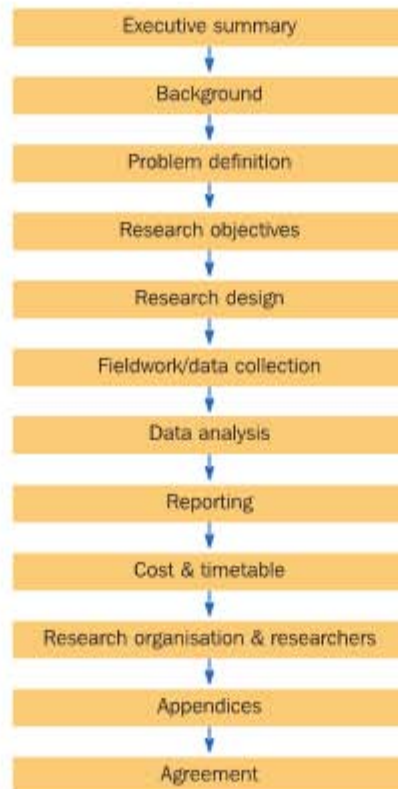 Executive summary
Background
Problem definition
Research objectives
Research design
Fieldwork/data collection
Data analysis
Reporting
Cost & timetable
Research organisation & researchers
Appendices
Agreement